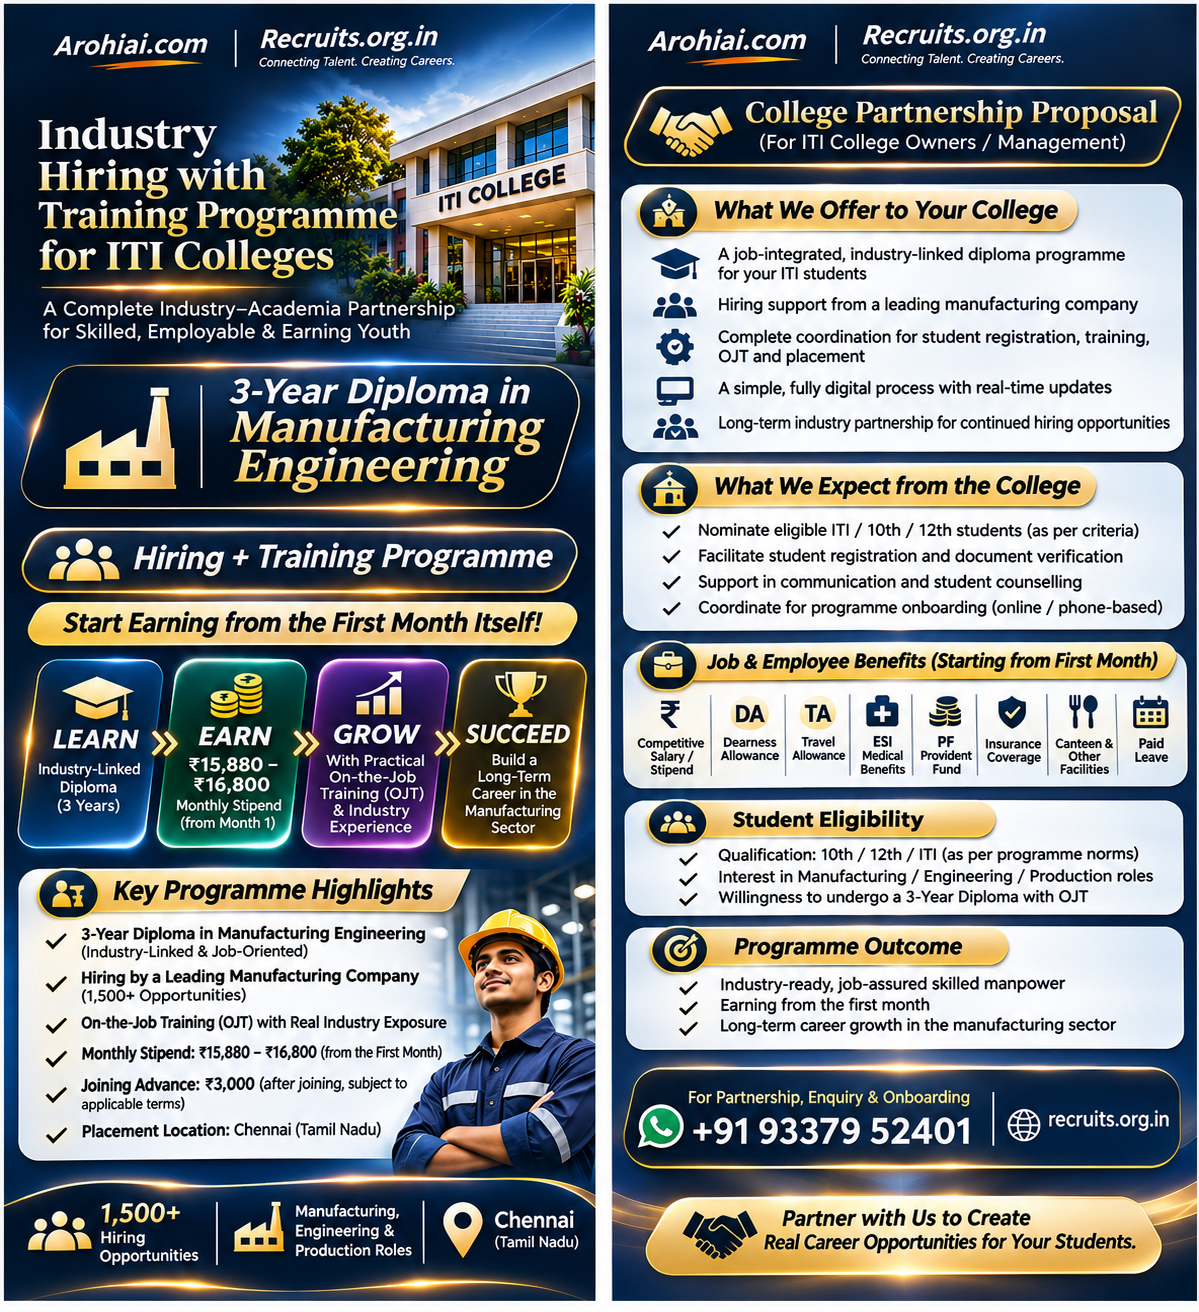 Arohiai.com
Recruits.org.in
Connecting Talent. Creating Careers.
Industry
Hiring with
Training Programme
for ITI Colleges
ITI COLLEGE
A Complete Industry–Academia Partnership
for Skilled, Employable & Earning Youth
3-Year Diploma in
Manufacturing
Engineering
Hiring + Training Programme
Start Earning from the First Month Itself!
LEARN
Industry-Linked
Diploma
(3 Years)
EARN
₹15,880 –
₹16,800
Monthly Stipend
(from Month 1)
GROW
With Practical
On-the-Job
Training (OJT)
& Industry
Experience
SUCCEED
Build a
Long-Term
Career in the
Manufacturing
Sector
Key Programme Highlights
3-Year Diploma in Manufacturing Engineering
(Industry-Linked & Job-Oriented)
Hiring by a Leading Manufacturing Company
(1,500+ Opportunities)
On-the-Job Training (OJT) with Real Industry Exposure
Monthly Stipend: ₹15,880 – ₹16,800 (from the First Month)
Joining Advance: ₹3,000 (after joining, subject to
applicable terms)
Placement Location: Chennai (Tamil Nadu)
1,500+
Hiring
Opportunities
Manufacturing,
Engineering &
Production Roles
Chennai
(Tamil Nadu)
Arohiai.com
Recruits.org.in
Connecting Talent. Creating Careers.
College Partnership Proposal
(For ITI College Owners / Management)
What We Offer to Your College
A job-integrated, industry-linked diploma programme
for your ITI students
Hiring support from a leading manufacturing company
Complete coordination for student registration, training,
OJT and placement
A simple, fully digital process with real-time updates
Long-term industry partnership for continued hiring opportunities
What We Expect from the College
Nominate eligible ITI / 10th / 12th students (as per criteria)
Facilitate student registration and document verification
Support in communication and student counselling
Coordinate for programme onboarding (online / phone-based)
Job & Employee Benefits (Starting from First Month)
₹
Competitive
Salary /
Stipend
DA
Dearness
Allowance
TA
Travel
Allowance
ESI
Medical
Benefits
PF
Provident
Fund
Insurance
Coverage
Canteen &
Other
Facilities
Paid
Leave
Student Eligibility
Qualification: 10th / 12th / ITI (as per programme norms)
Interest in Manufacturing / Engineering / Production roles
Willingness to undergo a 3-Year Diploma with OJT
Programme Outcome
Industry-ready, job-assured skilled manpower
Earning from the first month
Long-term career growth in the manufacturing sector
For Partnership, Enquiry & Onboarding
+91 93379 52401
recruits.org.in
Partner with Us to Create
Real Career Opportunities for Your Students.